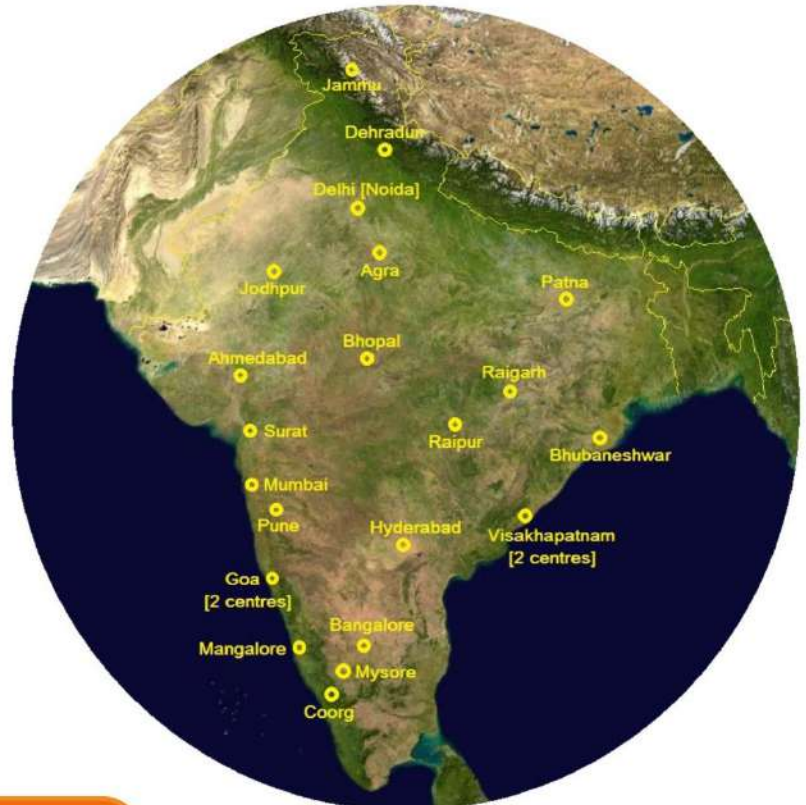 Jammu
Dehradun
Delhi [Noida]
Agra
Jodhpur
Patna
Bhopal
Ahmedabad
Raigarh
Surat
Raipur
Bhubaneshwar
Mumbai
Pune
Hyderabad
Visakhapatnam
[2 centres]
Goa
[2 centres]
Bangalore
Mangalore
Mysore
Coorg